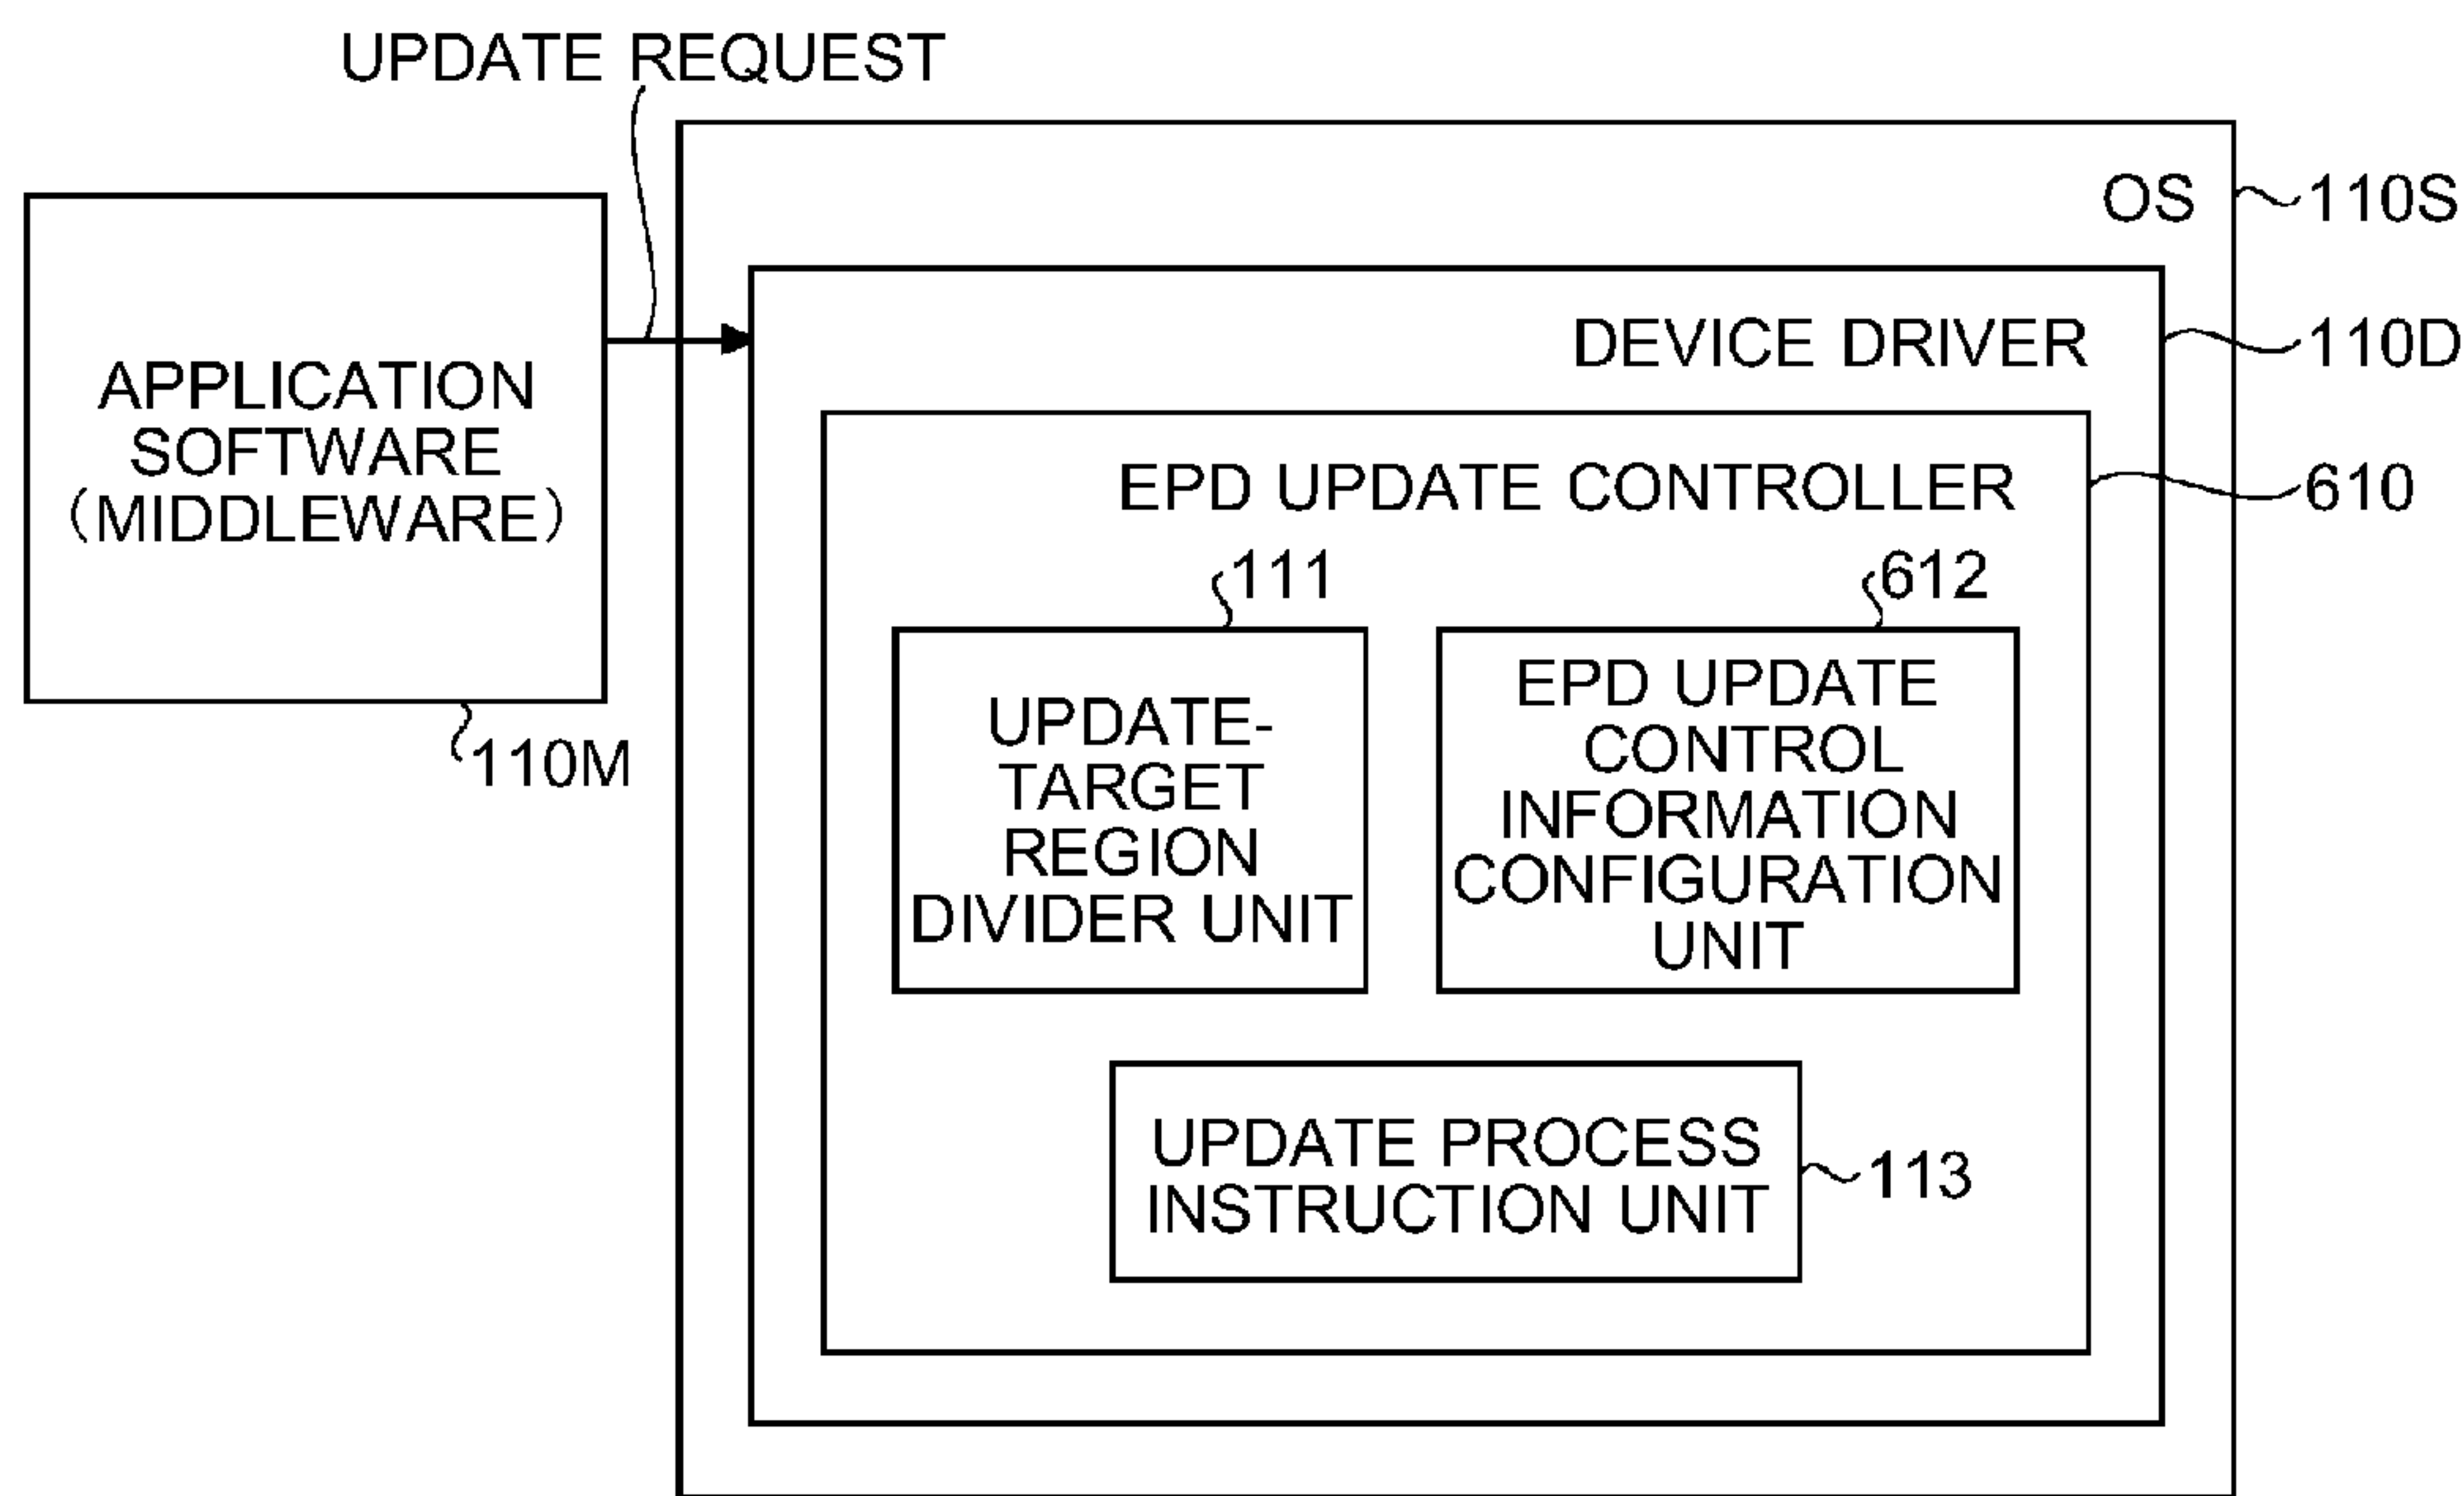 UPDATE REQUEST
OS
110S
APPLICATION
SOFTWARE
(MIDDLEWARE)
110M
DEVICE DRIVER
110D
EPD UPDATE CONTROLLER
610
111
UPDATE-
TARGET
REGION
DIVIDER UNIT
612
EPD UPDATE
CONTROL
INFORMATION
CONFIGURATION
UNIT
UPDATE PROCESS
INSTRUCTION UNIT
113